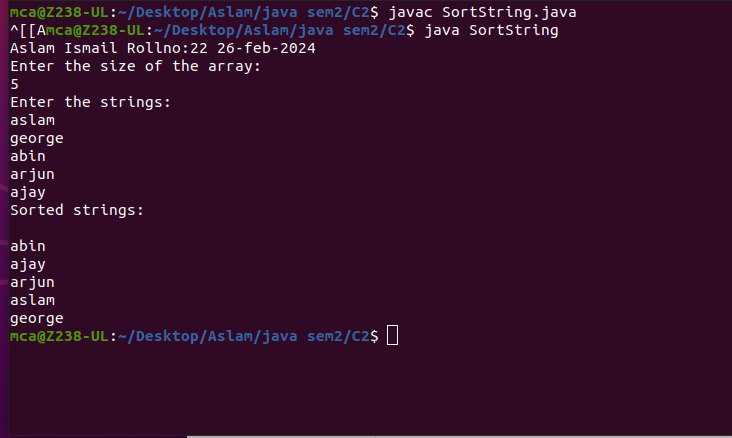 mca@Z238-UL:~/Desktop/Aslam/java sem2/C2$ javac SortString.java
^[[Amca@Z238-UL:~/Desktop/Aslam/java sem2/C2$ java SortString
Aslam Ismail Rollno:22 26-feb-2024
Enter the size of the array:
5
Enter the strings:
aslam
george
abin
arjun
ajay
Sorted strings:

abin
ajay
arjun
aslam
george
mca@Z238-UL:~/Desktop/Aslam/java sem2/C2$